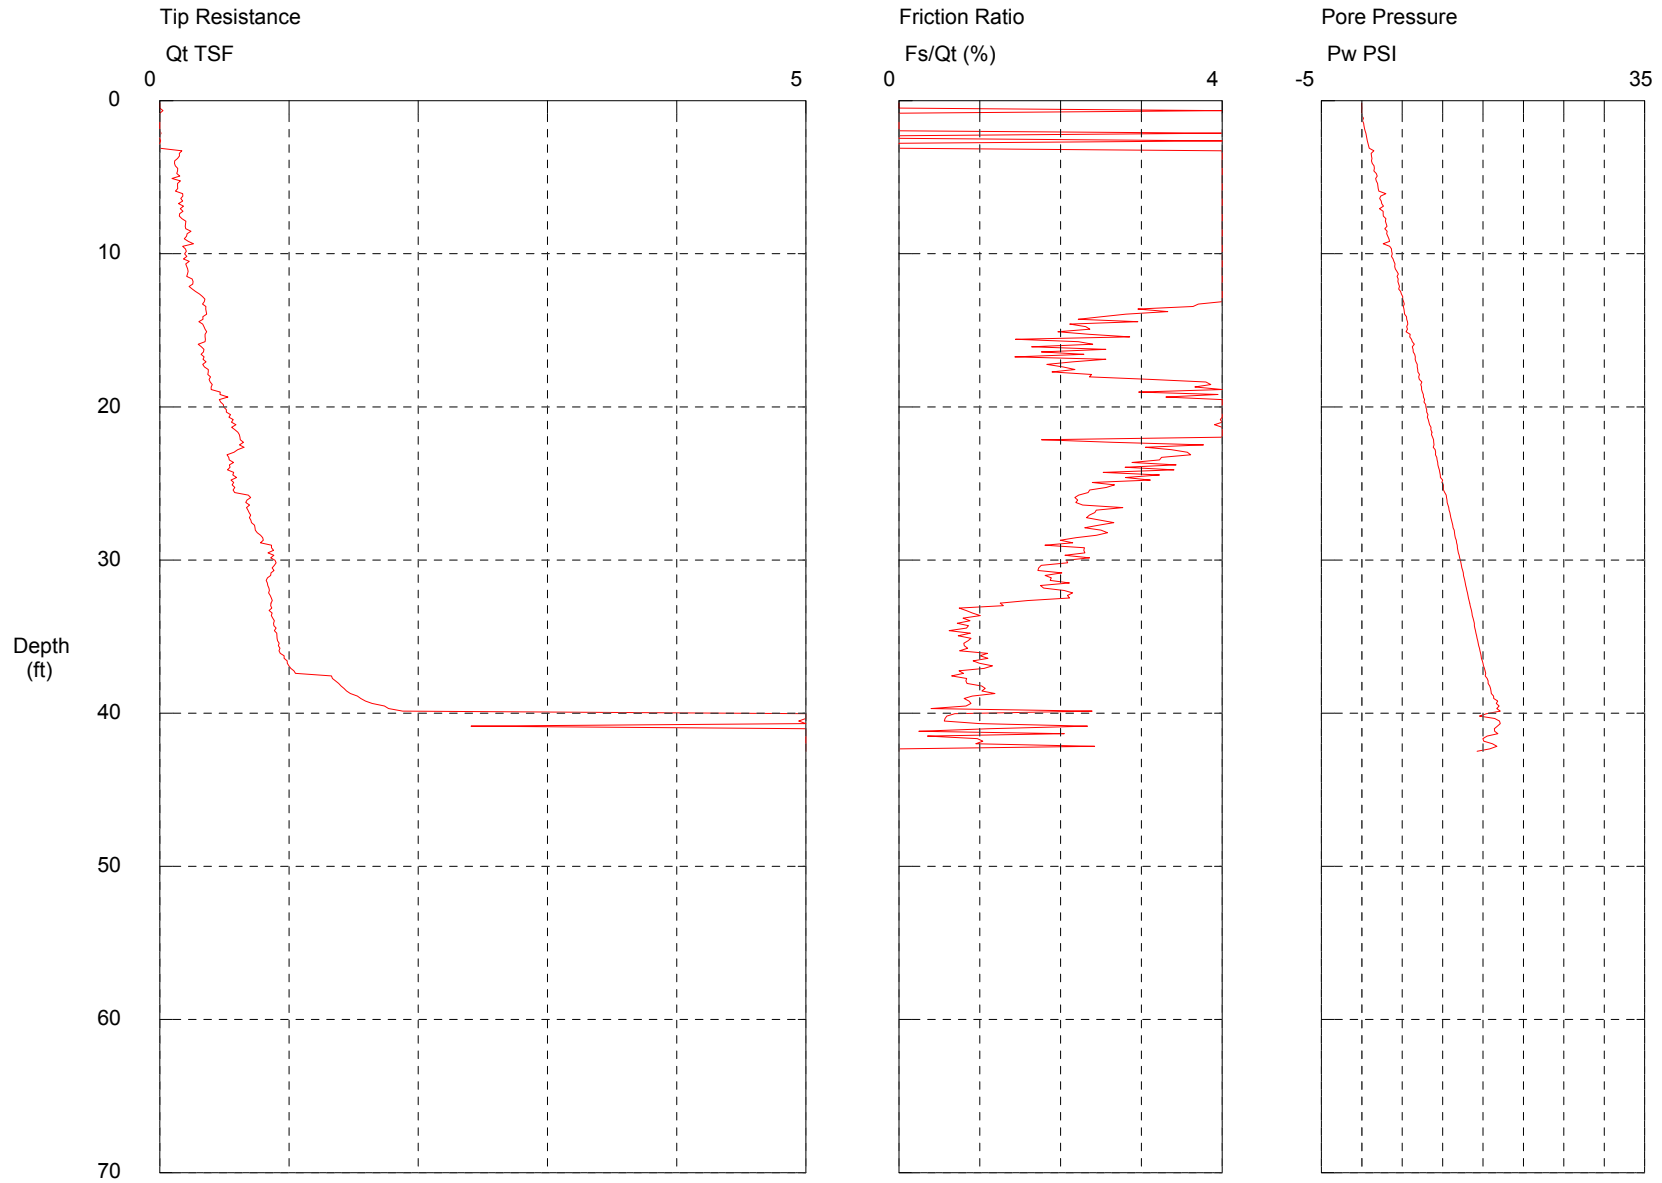 Tip Resistance
Qt TSF
0 5
Friction Ratio
Fs/Qt (%)
0 4
Pore Pressure
Pw PSI
-5 35
0
10
20
30
Depth
(ft)
40
50
60
70